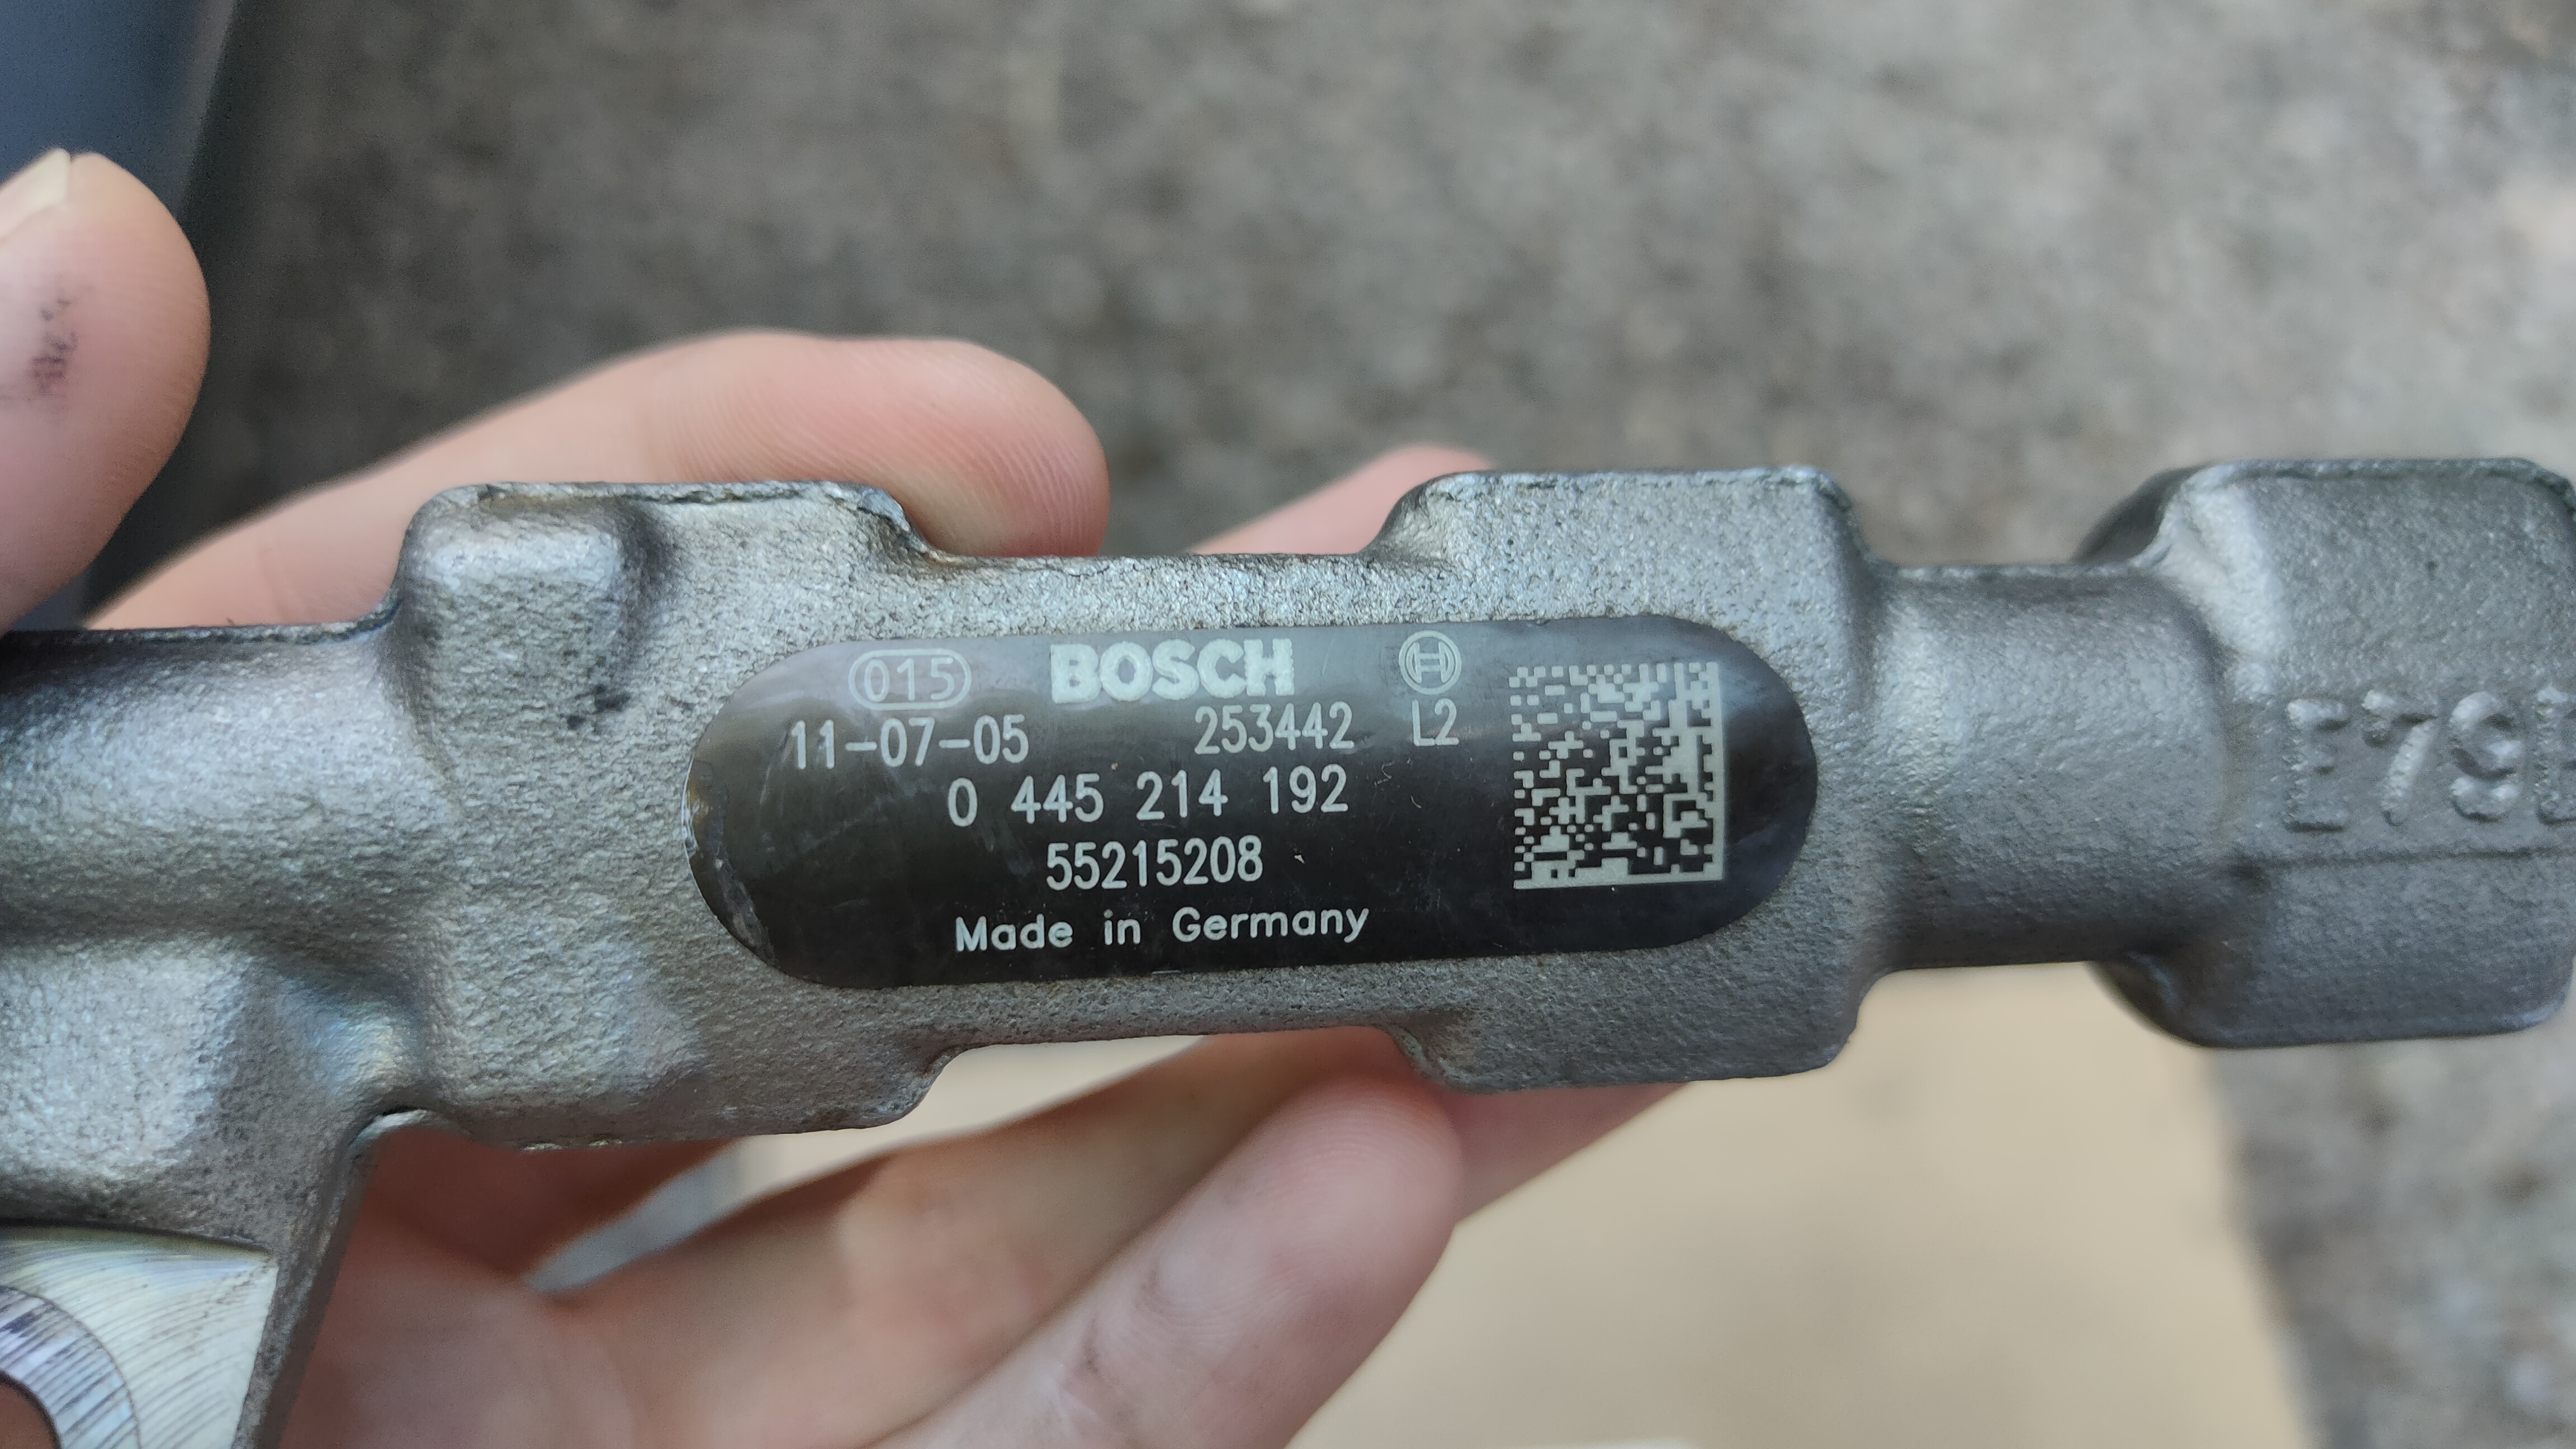 015 BOSCH
11-07-05 253442 L2
0 445 214 192
55215208
Made in Germany